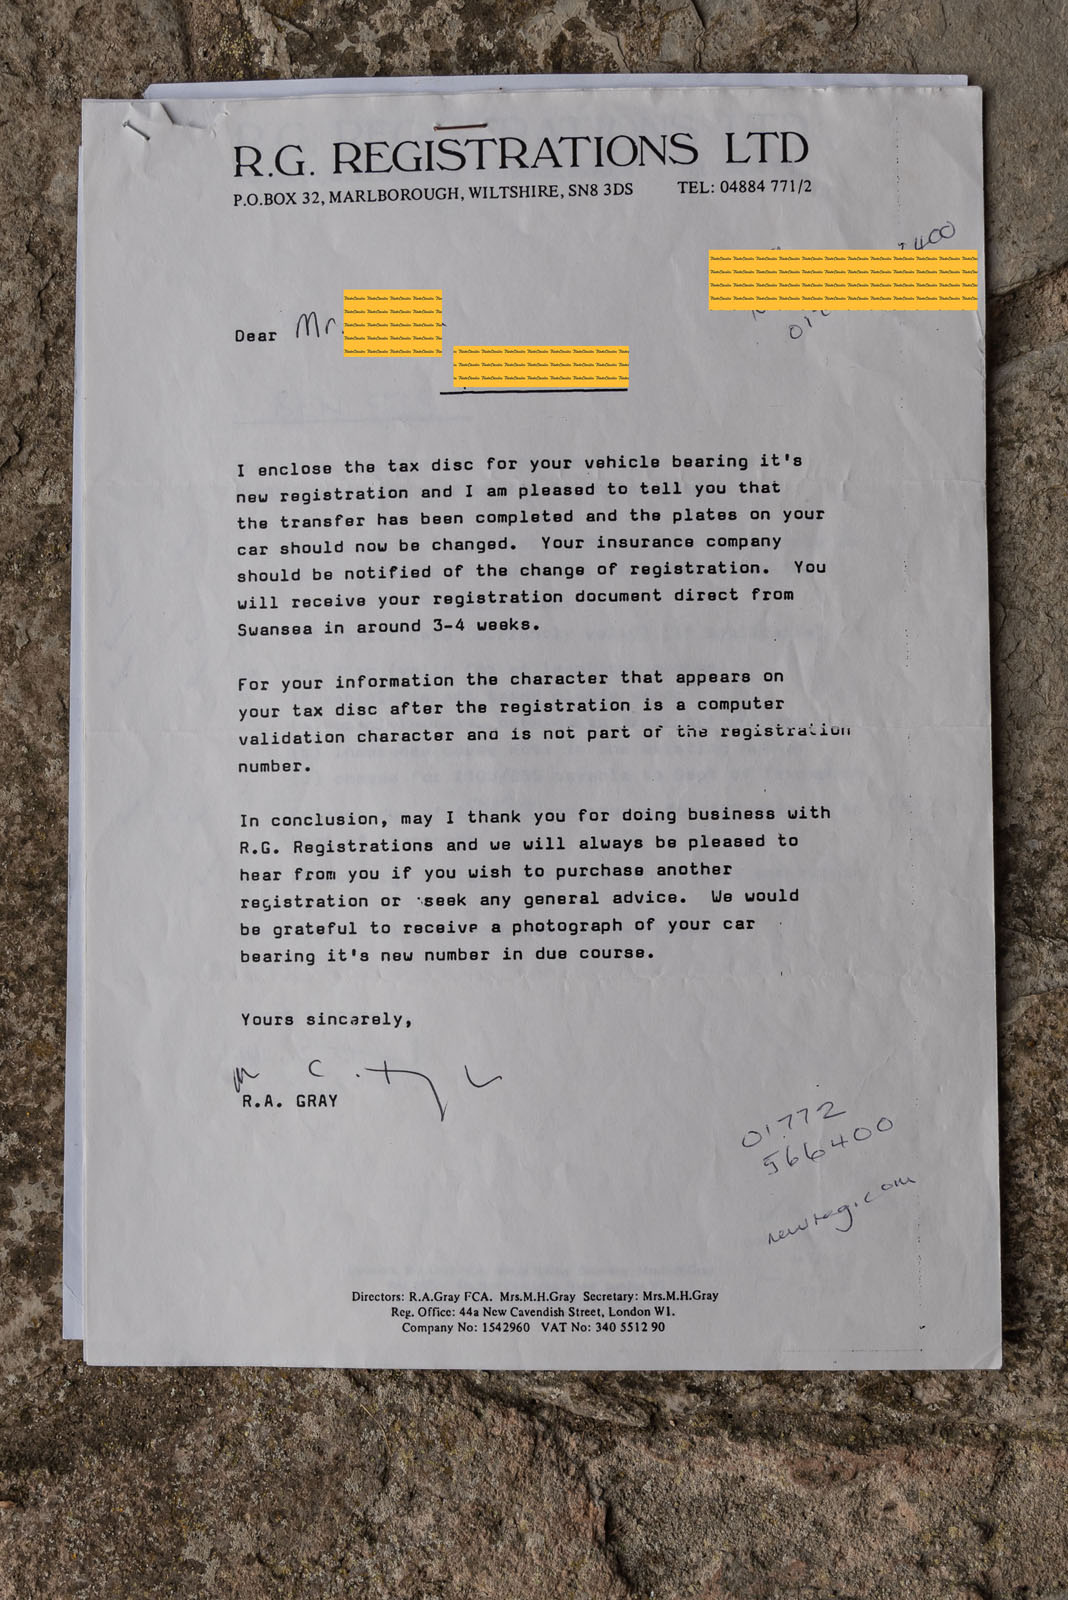 R.G. REGISTRATIONS LTD
P.O.BOX 32, MARLBOROUGH, WILTSHIRE, SN8 3DS TEL: 04884 771/2
400
Dear Mr.
I enclose the tax disc for your vehicle bearing it's
new registration and I am pleased to tell you that
the transfer has been completed and the plates on your
car should now be changed. Your insurance company
should be notified of the change of registration. You
will receive your registration document direct from
Swansea in around 3-4 weeks.
For your information the character that appears on
your tax disc after the registration is a computer
validation character and is not part of the registration
number.
In conclusion, may I thank you for doing business with
R.G. Registrations and we will always be pleased to
hear from you if you wish to purchase another
registration or seek any general advice. We would
be grateful to receive a photograph of your car
bearing it's new number in due course.
Yours sincerely,
R.A. GRAY
01772
566400
newreg.com
Directors: R.A.Gray FCA. Mrs.M.H.Gray Secretary: Mrs.M.H.Gray
Reg. Office: 44a New Cavendish Street, London W1.
Company No: 1542960 VAT No: 340 5512 90